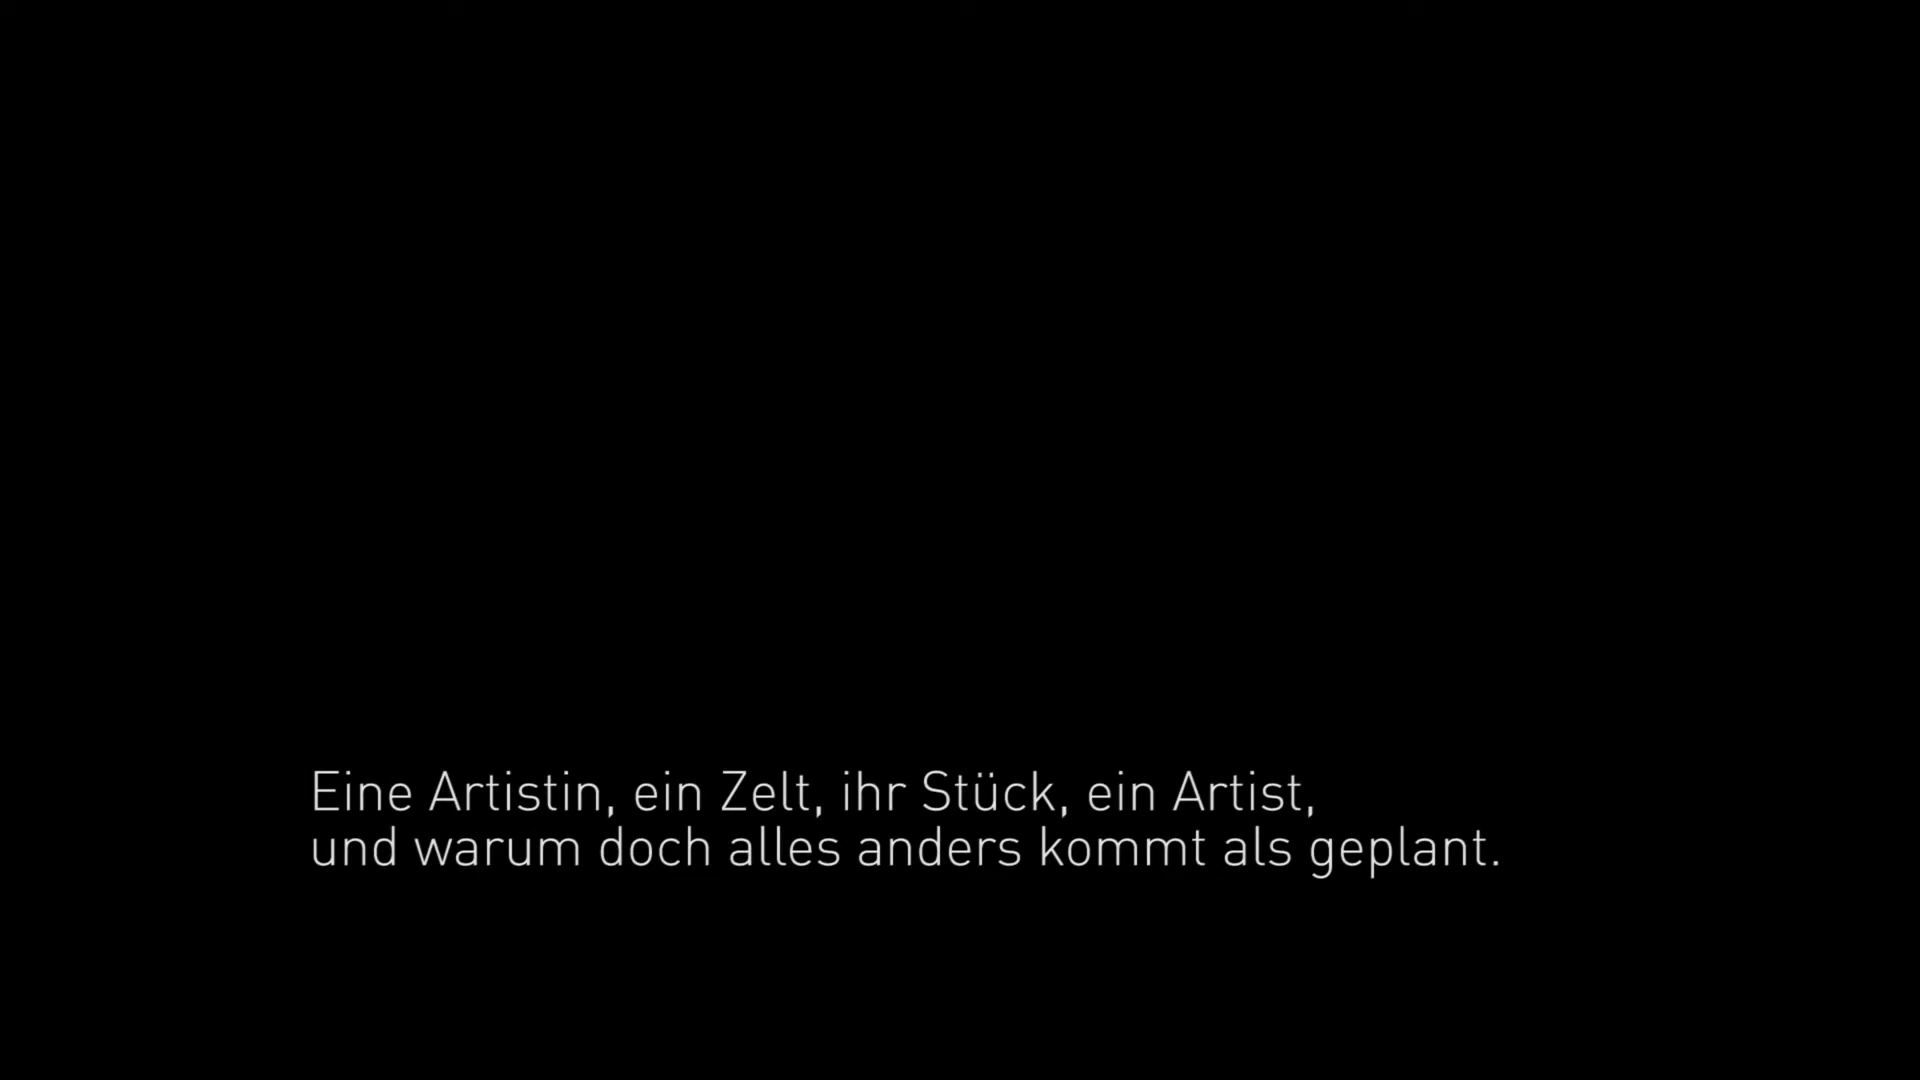 Eine Artistin, ein Zelt, ihr Stück, ein Artist,
und warum doch alles anders kommt als geplant.